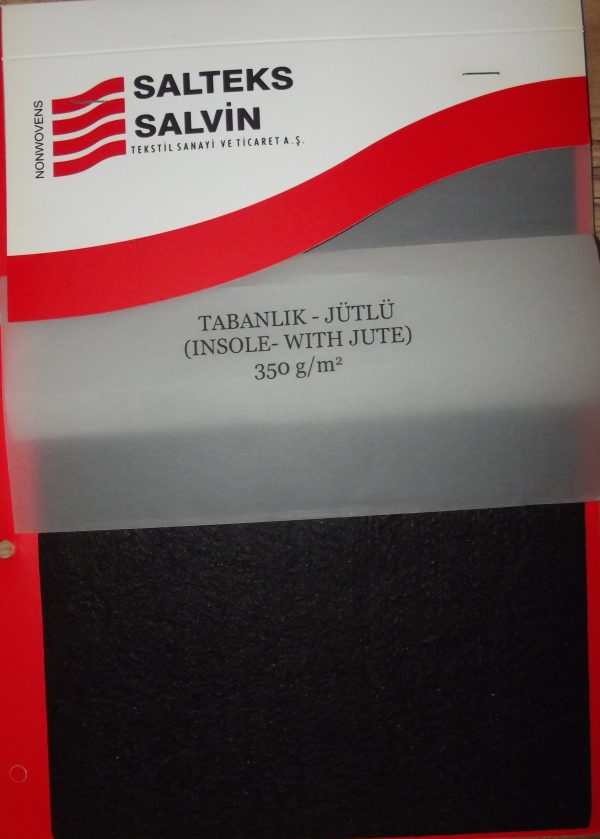 NONWOVENS
SALTEKS
SALVİN
TEKSTİL SANAYİ VE TİCARET A.Ş.
TABANLIK - JÜTLÜ
(INSOLE- WITH JUTE)
350 g/m²